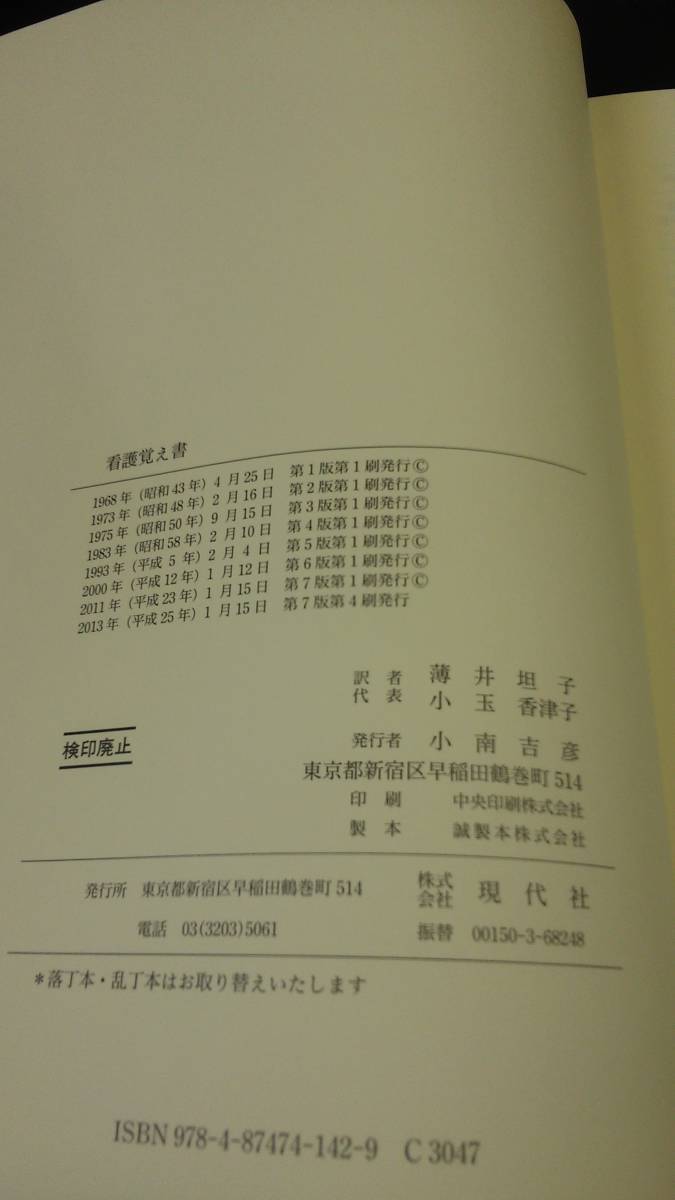 看護覚え書
1968年（昭和43年）4月25日 第1版第1刷発行©
1973年（昭和48年）2月16日 第2版第1刷発行©
1975年（昭和50年）9月15日 第3版第1刷発行©
1983年（昭和58年）2月10日 第4版第1刷発行©
1993年（平成 5年）2月 4日 第5版第1刷発行©
2000年（平成12年）1月12日 第6版第1刷発行©
2011年（平成23年）1月15日 第7版第1刷発行©
2013年（平成25年）1月15日 第7版第4刷発行
訳者 薄井坦子
代表 小玉香津子
検印廃止
発行者 小南吉彦
東京都新宿区早稲田鶴巻町514
印刷 中央印刷株式会社
製本 誠製本株式会社
発行所 東京都新宿区早稲田鶴巻町514 株式会社 現代社
電話 03(3203)5061 振替 00150-3-68248
＊落丁本・乱丁本はお取り替えいたします
ISBN 978-4-87474-142-9 C 3047